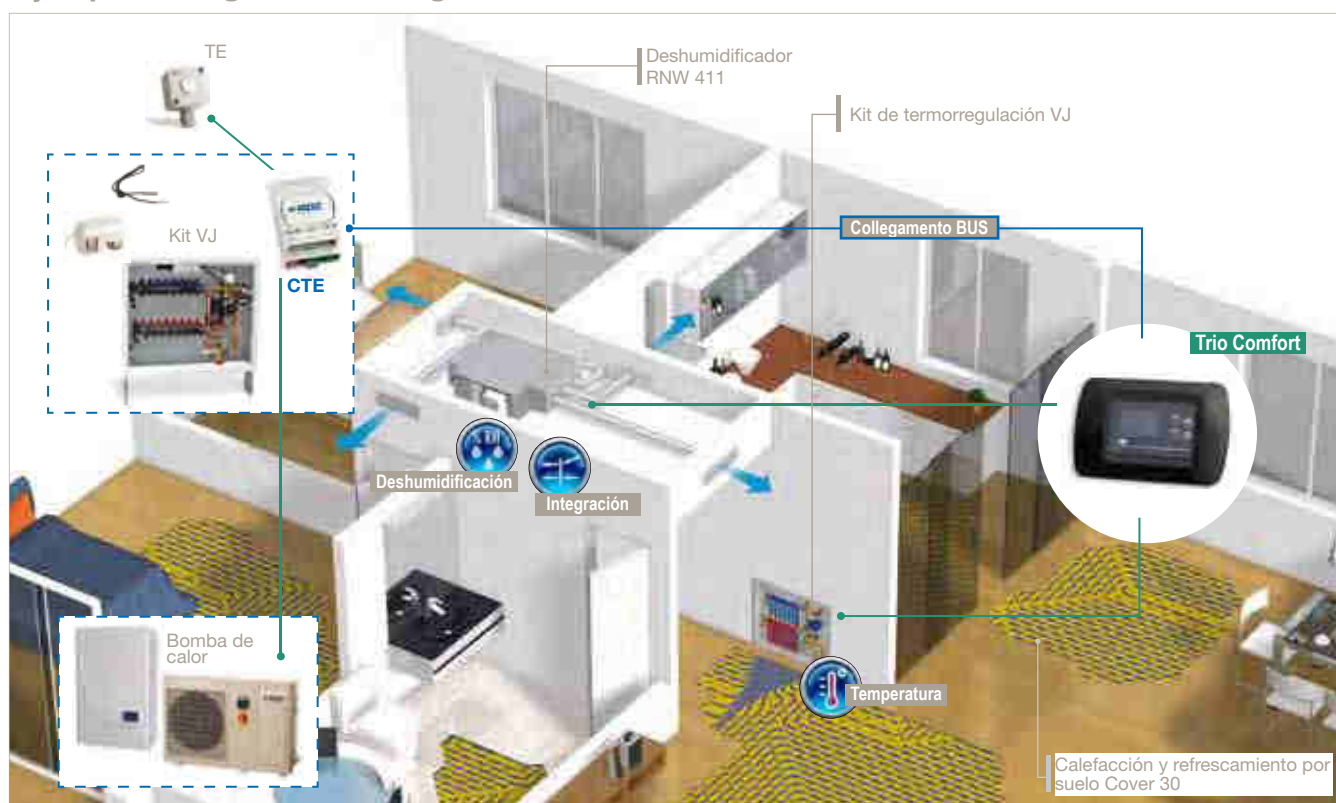 TE
Deshumidificador
RNW 411
Kit de termorregulación VJ
Kit VJ
CTE
Collegamento BUS
Trio Comfort
Deshumidificación
Integración
Bomba de
calor
Temperatura
Calefacción y refrescamiento por
suelo Cover 30